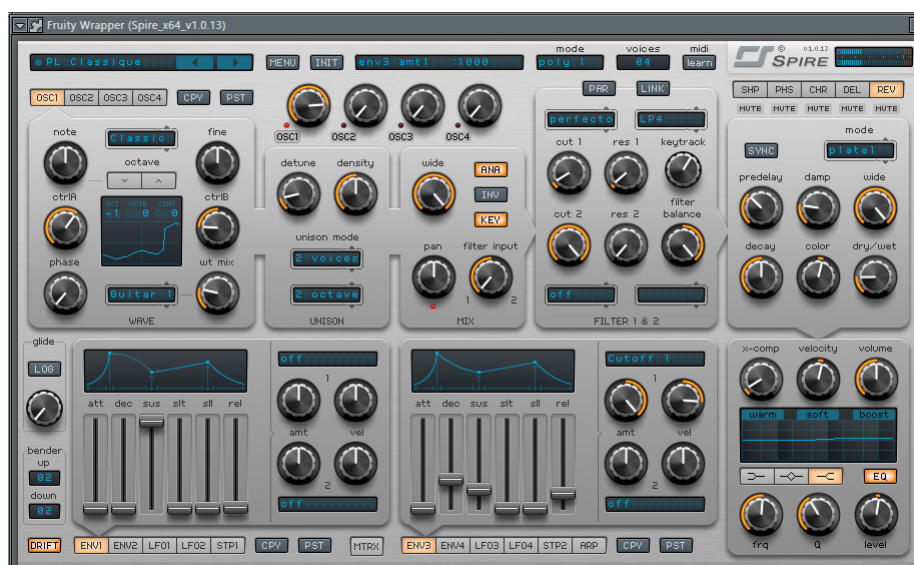 Fruity Wrapper (Spire_x64_v1.0.13)
mode voices midi
PL Classique MENU INIT env3 amt1 :1000 poly 1 04 learn
® v1.0.13
SPIRE
OSC1 OSC2 OSC3 OSC4 CPY PST
OSC1 OSC2 OSC3 OSC4
PAR LINK
SHP PHS CHR DEL REV
MUTE MUTE MUTE MUTE MUTE
note Classic fine
octave
ctrlA ctrlB
OCT NOTE CENT
-1 0 0
phase wt mix
Guitar 1
WAVE
detune density
unison mode
2 voices
2 octave
UNISON
wide
ANA
INV
KEY
pan filter input
1 2
MIX
perfecto LP4
cut 1 res 1 keytrack
filter
cut 2 res 2 balance
off
FILTER 1 & 2
mode
SYNC plate1
predelay damp wide
decay color dry/wet
glide
LOG
bender
up
02
down
02
DRIFT
att dec sus slt sll rel
off
1
amt vel
2
off
ENV1 ENV2 LFO1 LFO2 STP1 CPY PST
MTRX
att dec sus slt sll rel
Cutoff 1
1
amt vel
2
off
ENV3 ENV4 LFO3 LFO4 STP2 ARP CPY PST
x-comp velocity volume
warm soft boost
EQ
frq Q level